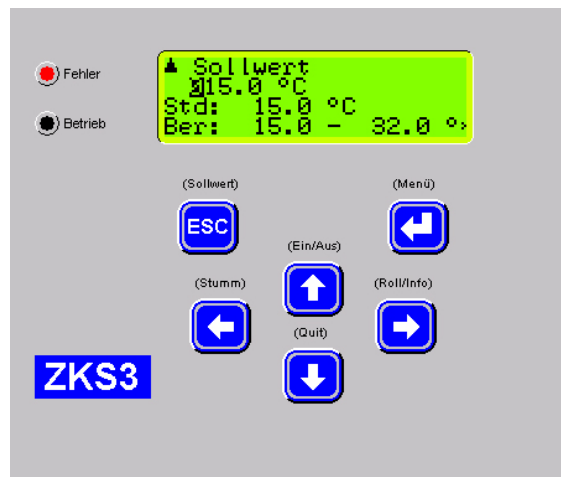 Fehler
Betrieb
Sollwert
015.0 °C
Std: 15.0 °C
Ber: 15.0 - 32.0 °›
(Sollwert)
(Menü)
ESC
(Ein/Aus)
(Stumm)
(Roll/Info)
(Quit)
ZKS3